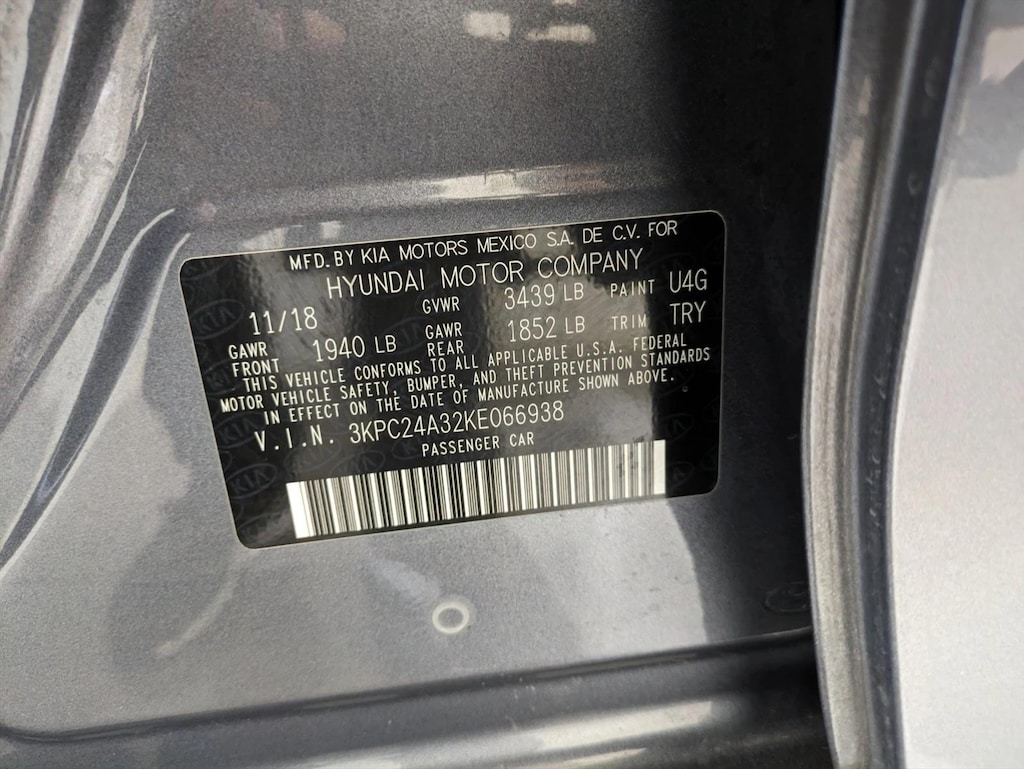 MFD. BY KIA MOTORS MEXICO S.A. DE C.V. FOR
HYUNDAI MOTOR COMPANY
11/18 GVWR 3439 LB PAINT U4G
GAWR FRONT 1940 LB GAWR REAR 1852 LB TRIM TRY
THIS VEHICLE CONFORMS TO ALL APPLICABLE U.S.A. FEDERAL
MOTOR VEHICLE SAFETY, BUMPER, AND THEFT PREVENTION STANDARDS
IN EFFECT ON THE DATE OF MANUFACTURE SHOWN ABOVE.
V.I.N. 3KPC24A32KE066938
PASSENGER CAR